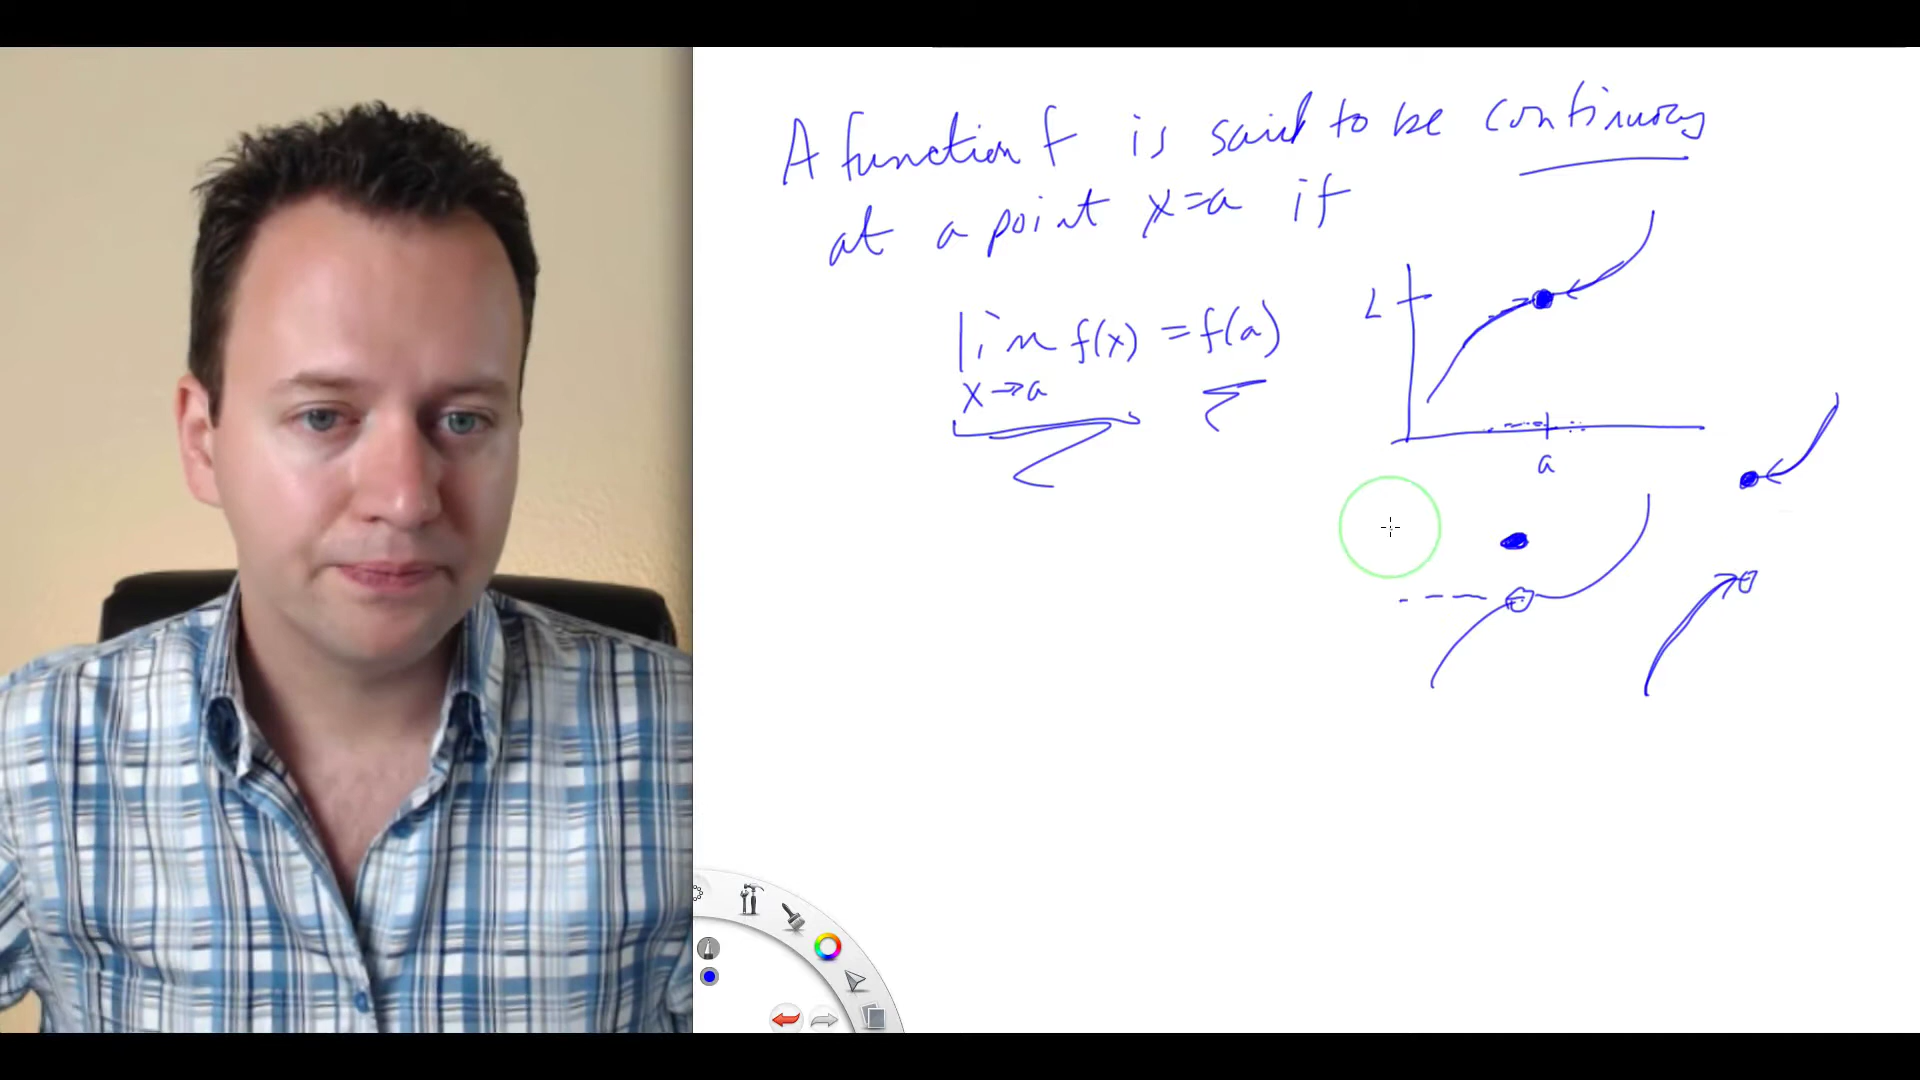 A function f is said to be continuous
at a point x=a if
lim f(x) = f(a)
x→a
L
a